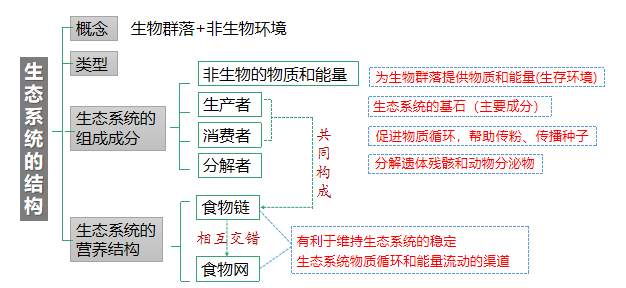 生态系统的结构
概念
生物群落+非生物环境
类型
生态系统的
组成成分
非生物的物质和能量
为生物群落提供物质和能量(生存环境)
生产者
生态系统的基石（主要成分）
消费者
促进物质循环，帮助传粉、传播种子
分解者
分解遗体残骸和动物分泌物
共同构成
生态系统的
营养结构
食物链
相互交错
食物网
有利于维持生态系统的稳定
生态系统物质循环和能量流动的渠道